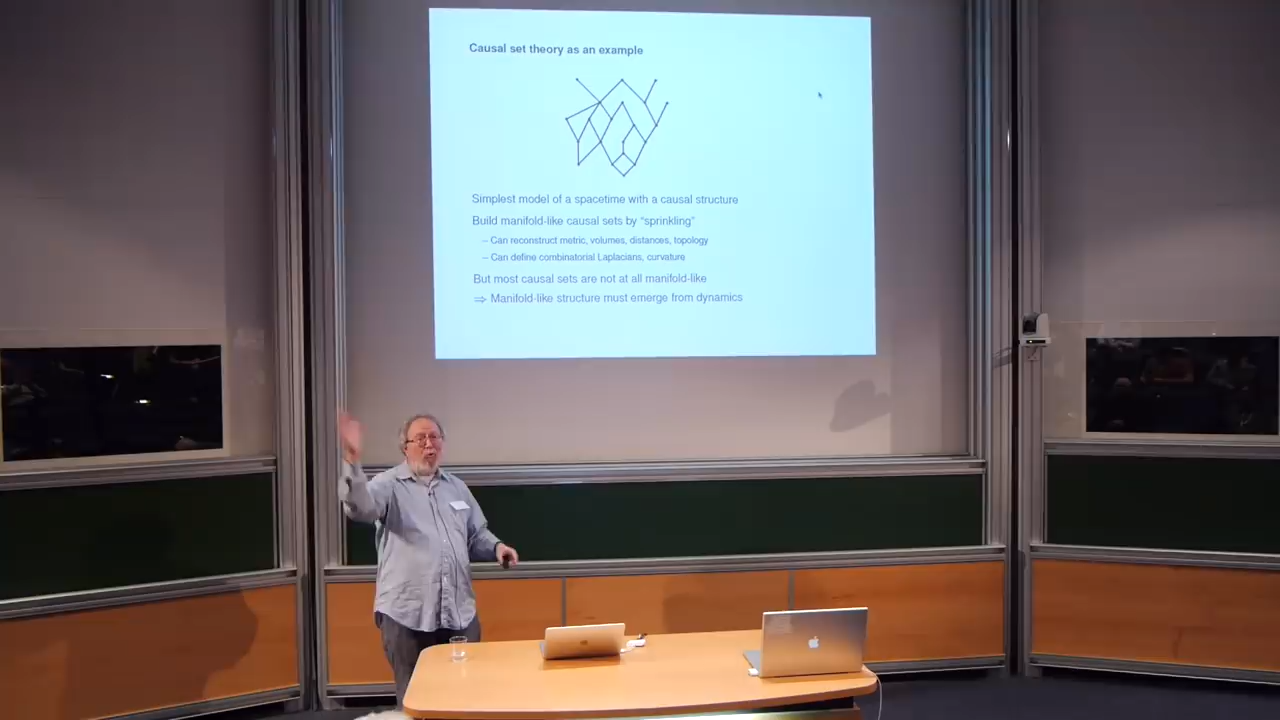 Causal set theory as an example
Simplest model of a spacetime with a causal structure
Build manifold-like causal sets by “sprinkling”
– Can reconstruct metric, volumes, distances, topology
– Can define combinatorial Laplacians, curvature
But most causal sets are not at all manifold-like
⇒ Manifold-like structure must emerge from dynamics